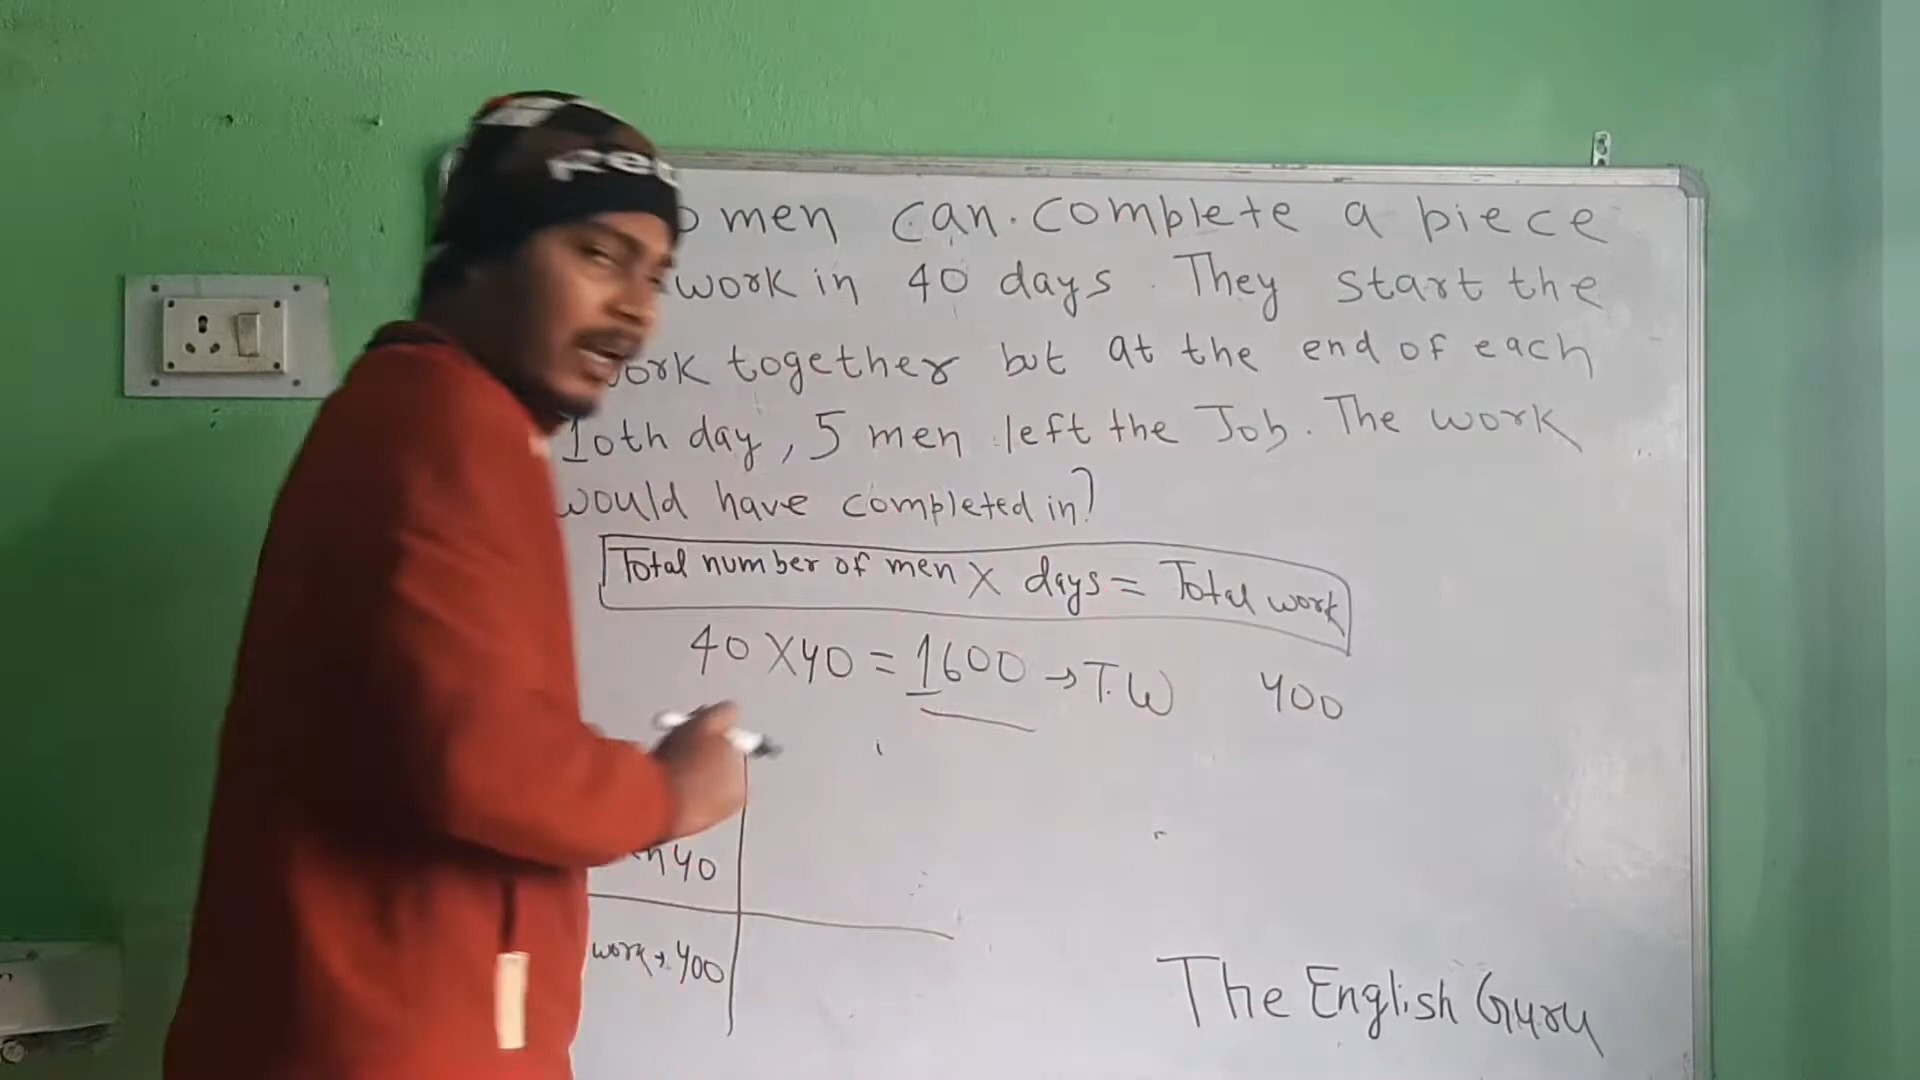 men can. complete a piece
work in 40 days. They start the
together but at the end of each
10th day, 5 men left the Job. The work
would have completed in?
Total number of men X days = Total work
40 X 40 = 1600 → T.W 400
40
work → 400
The English Guru